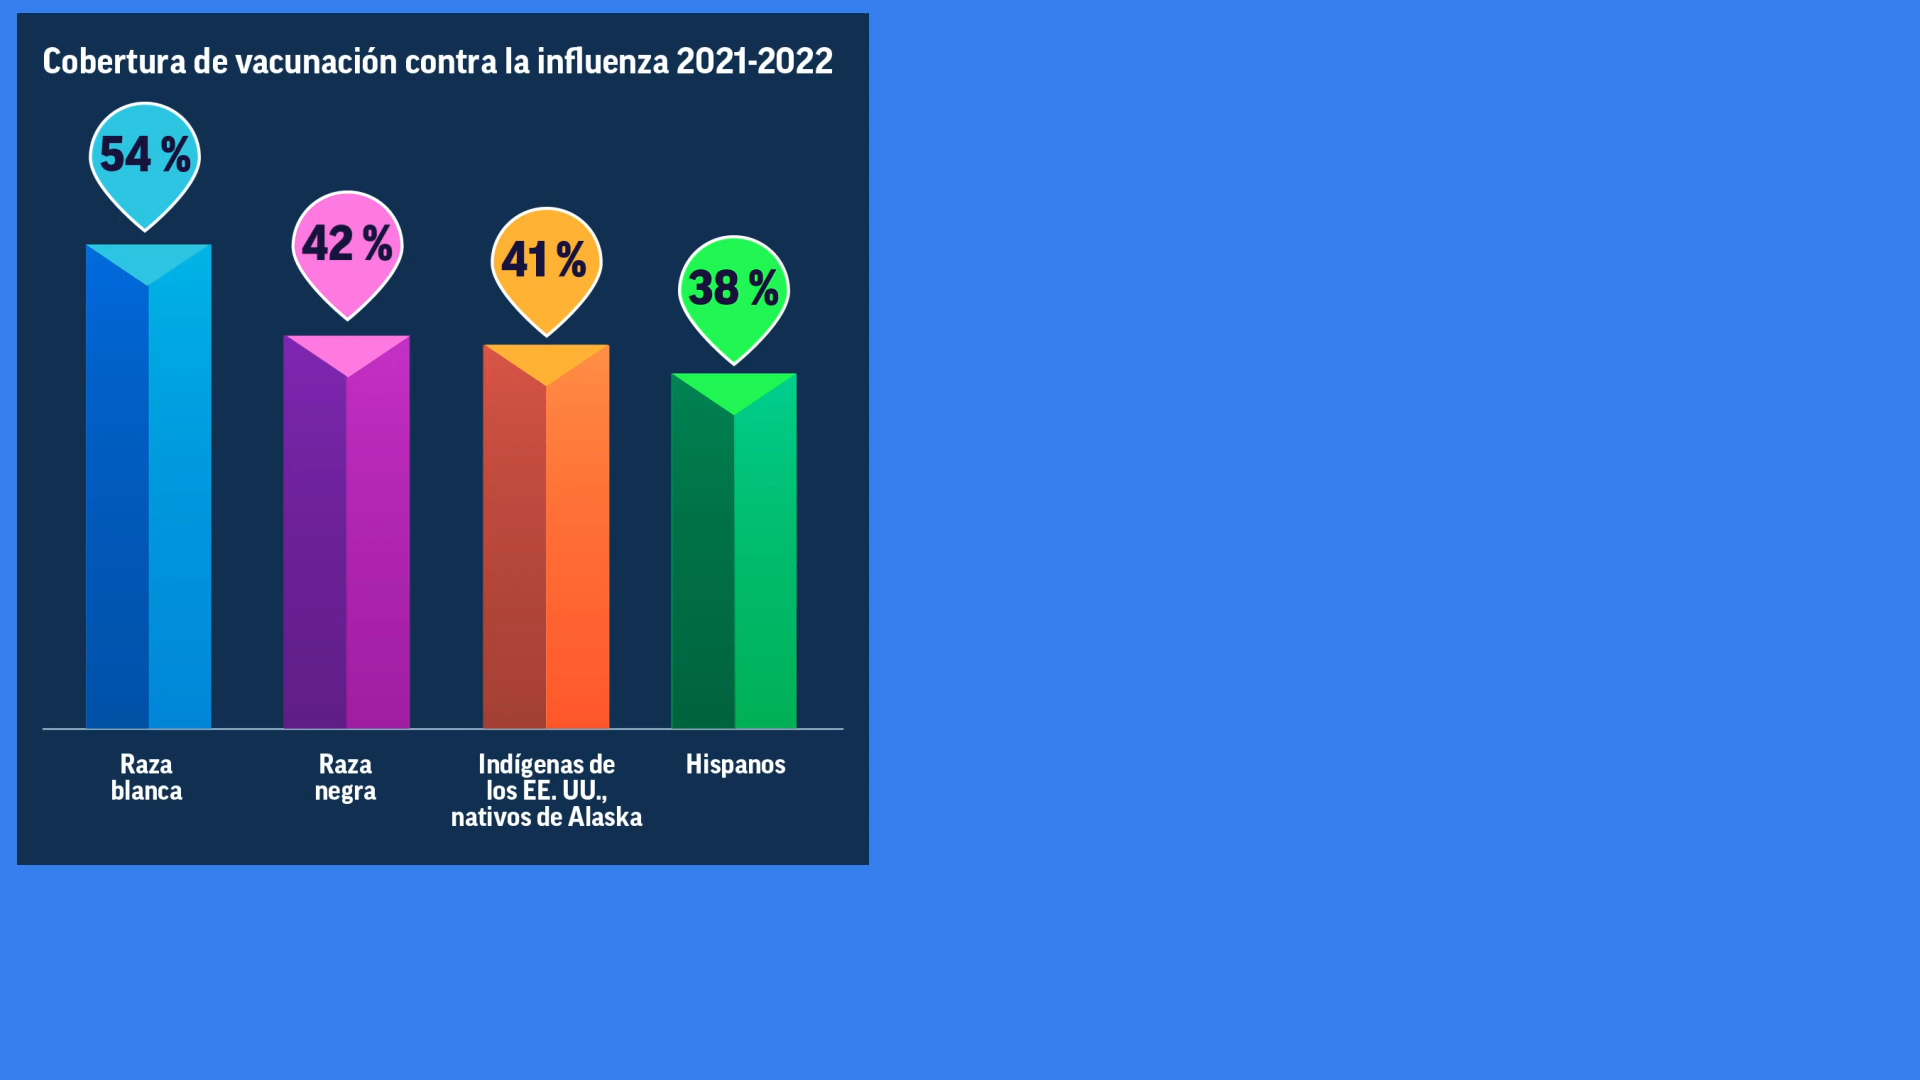 Cobertura de vacunación contra la influenza 2021-2022
54 %
42 %
41 %
38 %
Raza
blanca
Raza
negra
Indígenas de
los EE. UU.,
nativos de Alaska
Hispanos